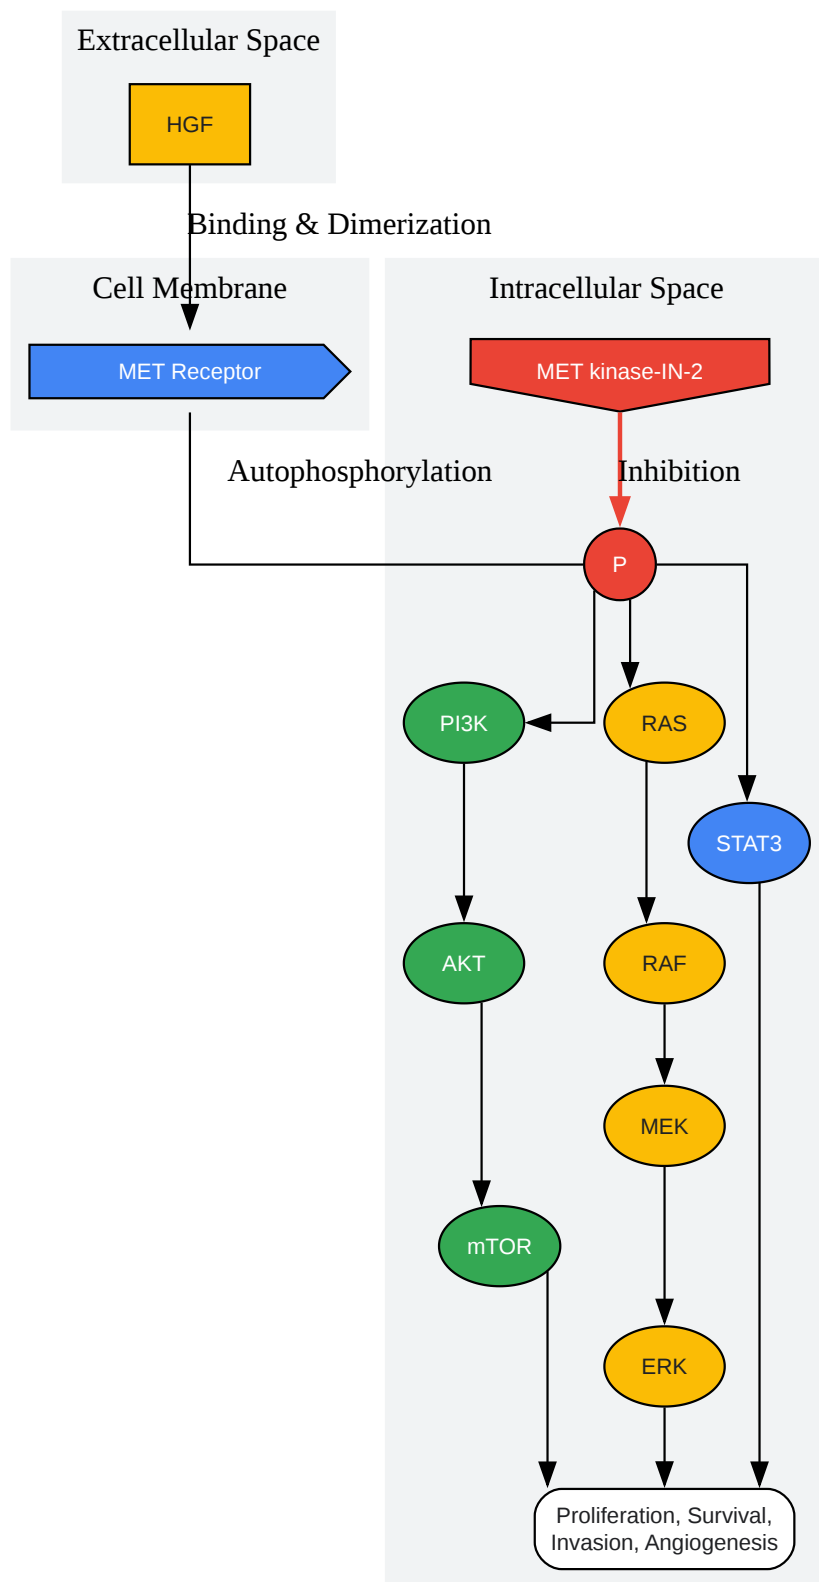 Extracellular Space
HGF
Binding & Dimerization
Cell Membrane
Intracellular Space
MET Receptor
MET kinase-IN-2
Autophosphorylation
Inhibition
P
PI3K
RAS
STAT3
AKT
RAF
MEK
mTOR
ERK
Proliferation, Survival,
Invasion, Angiogenesis